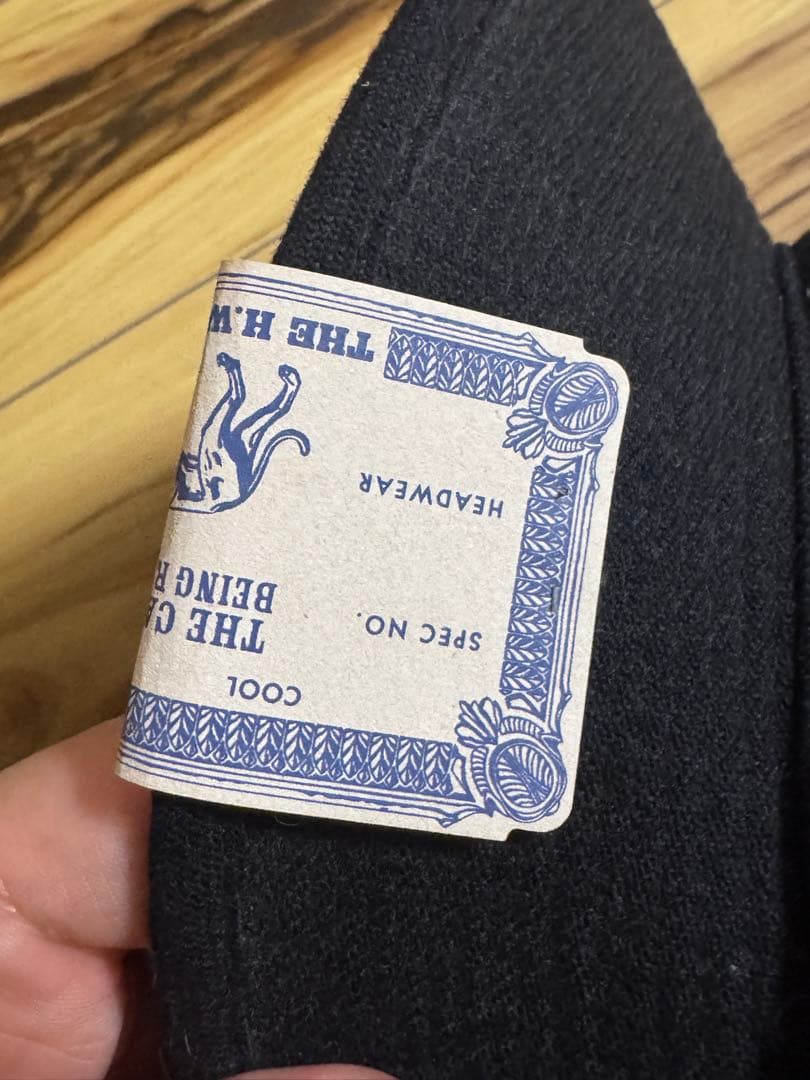 COOL
SPEC NO.
THE CA
BEING R
HEADWEAR
THE H.W